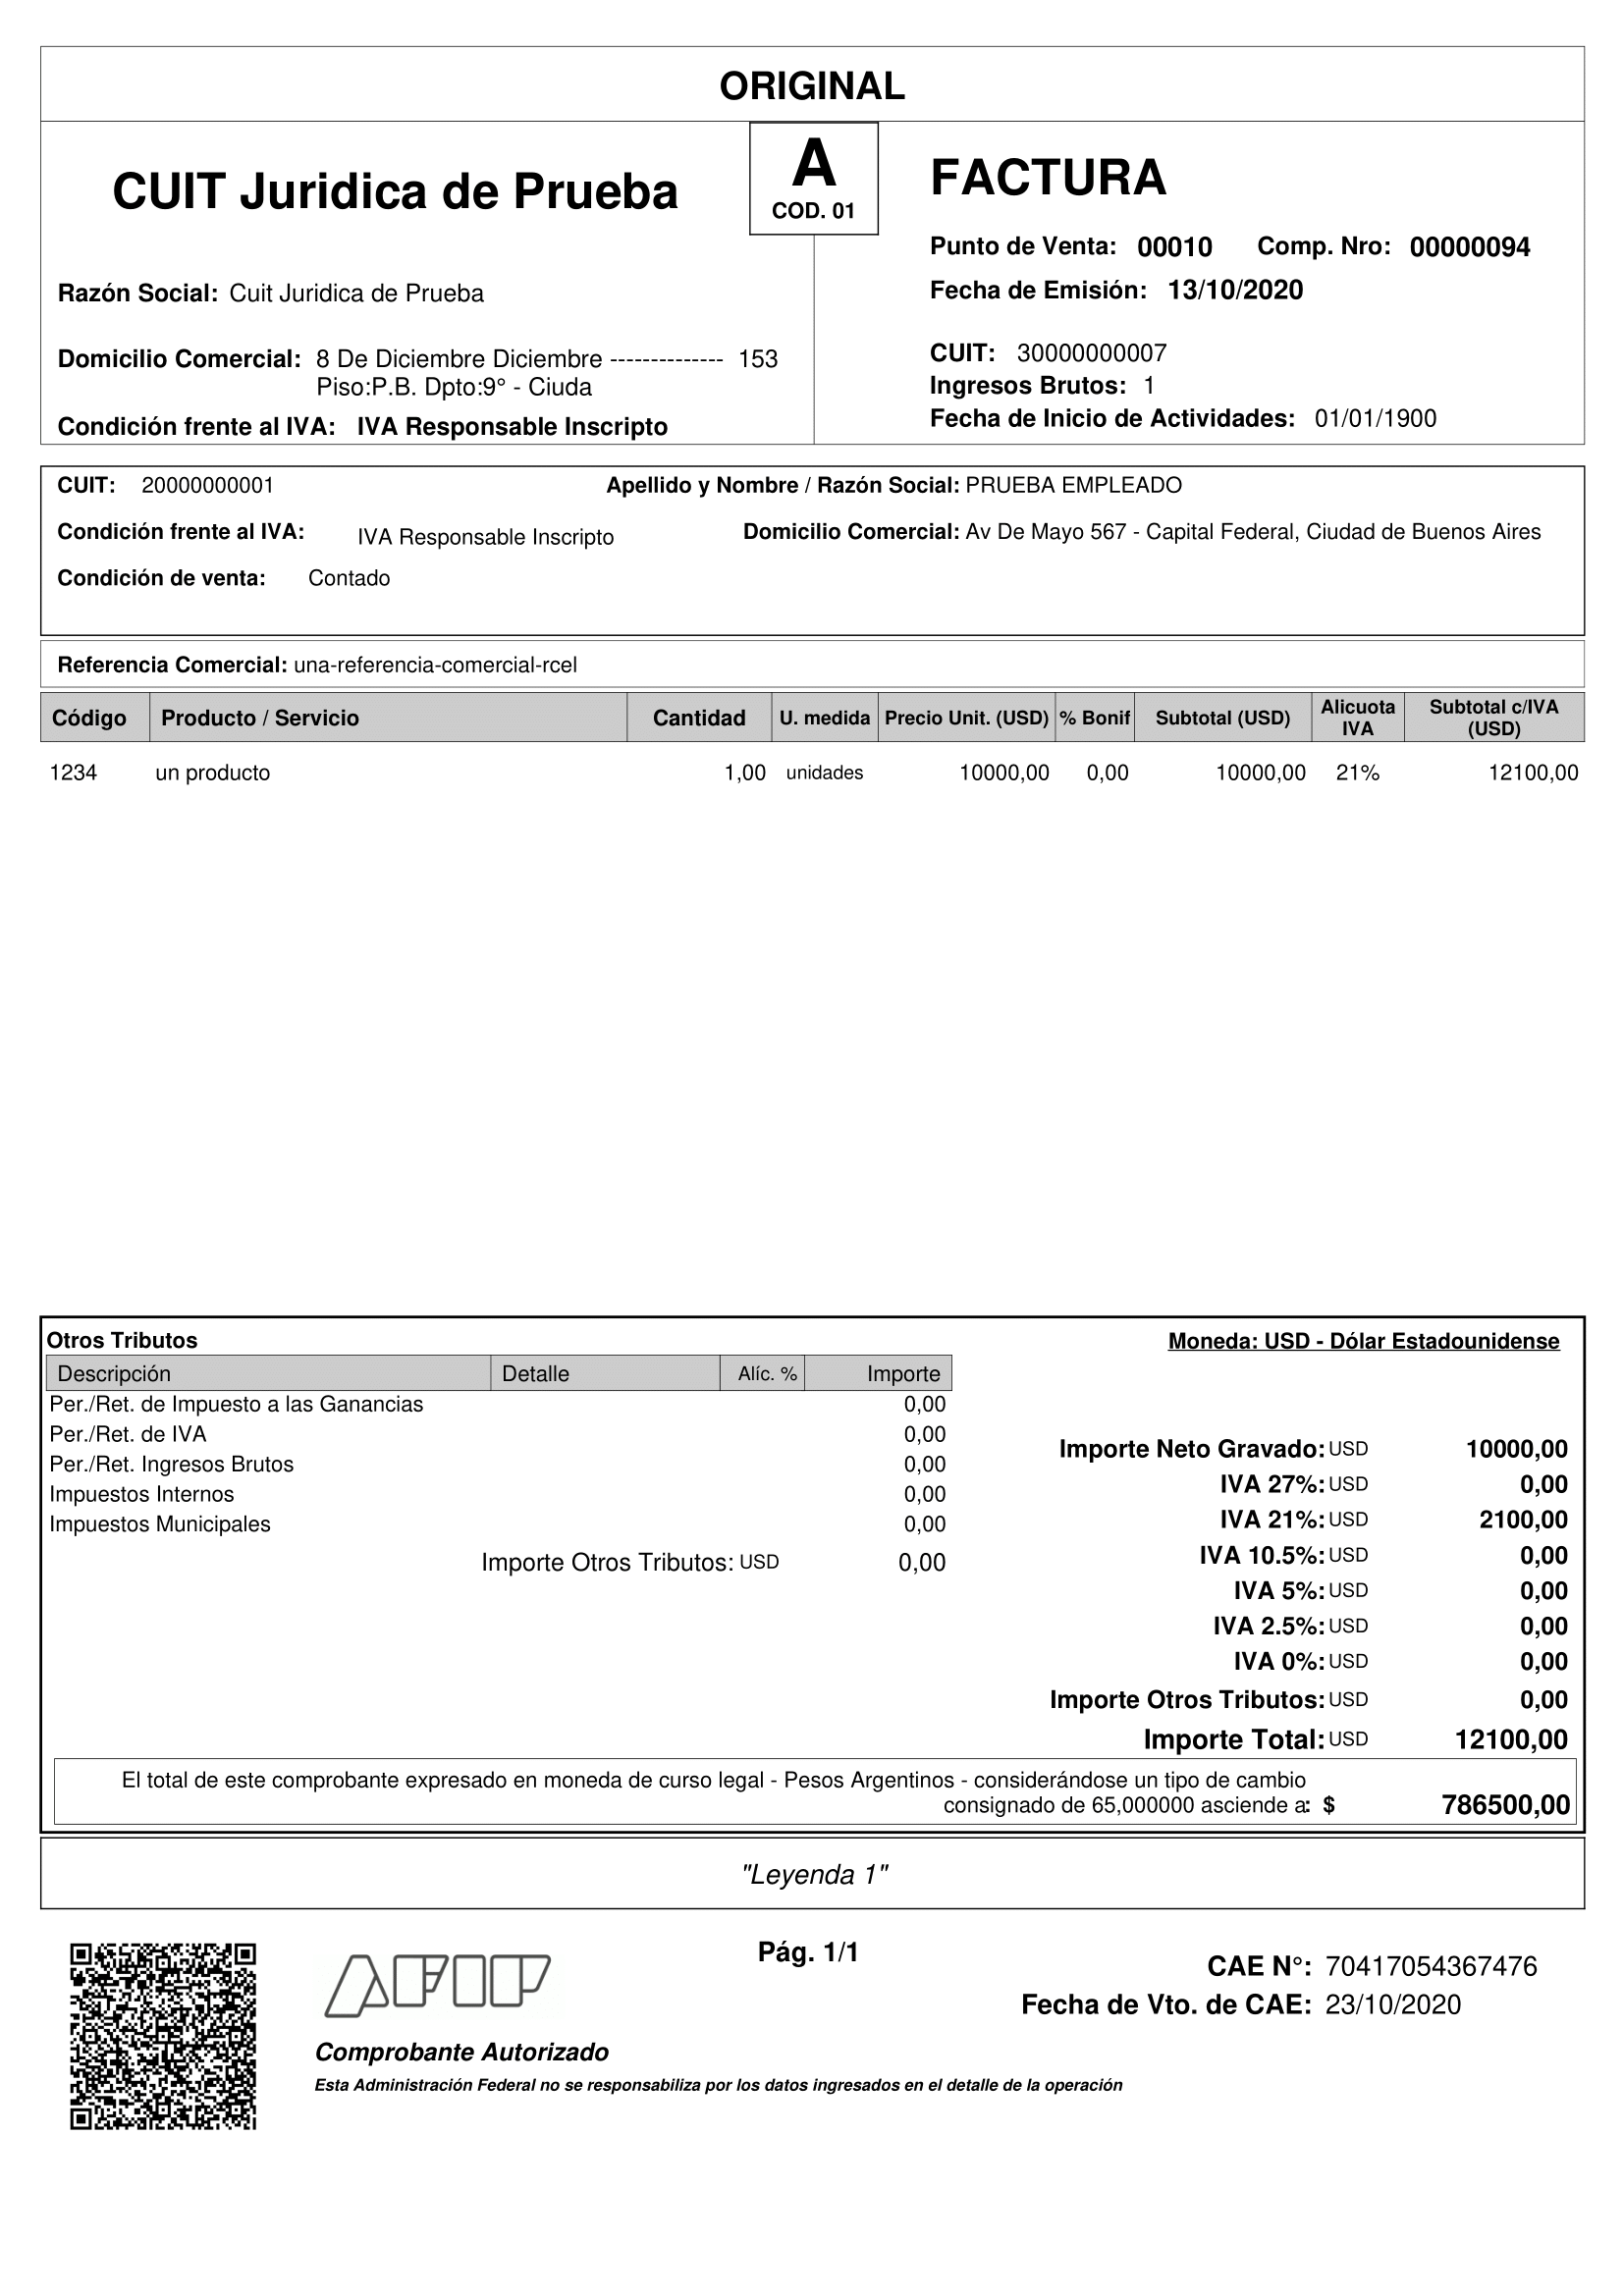 ORIGINAL
CUIT Juridica de Prueba
A
COD. 01
FACTURA
Punto de Venta: 00010 Comp. Nro: 00000094
Fecha de Emisión: 13/10/2020
Razón Social: Cuit Juridica de Prueba
Domicilio Comercial: 8 De Diciembre Diciembre -------------- 153
Piso:P.B. Dpto:9° - Ciuda
Condición frente al IVA: IVA Responsable Inscripto
CUIT: 30000000007
Ingresos Brutos: 1
Fecha de Inicio de Actividades: 01/01/1900
CUIT: 20000000001 Apellido y Nombre / Razón Social: PRUEBA EMPLEADO
Condición frente al IVA: IVA Responsable Inscripto Domicilio Comercial: Av De Mayo 567 - Capital Federal, Ciudad de Buenos Aires
Condición de venta: Contado
Referencia Comercial: una-referencia-comercial-rcel
Código Producto / Servicio Cantidad U. medida Precio Unit. (USD) % Bonif Subtotal (USD) Alicuota IVA Subtotal c/IVA (USD)
1234 un producto 1,00 unidades 10000,00 0,00 10000,00 21% 12100,00
Otros Tributos
Descripción Detalle Alíc. % Importe
Per./Ret. de Impuesto a las Ganancias 0,00
Per./Ret. de IVA 0,00
Per./Ret. Ingresos Brutos 0,00
Impuestos Internos 0,00
Impuestos Municipales 0,00
Importe Otros Tributos: USD 0,00
Moneda: USD - Dólar Estadounidense
Importe Neto Gravado: USD 10000,00
IVA 27%: USD 0,00
IVA 21%: USD 2100,00
IVA 10.5%: USD 0,00
IVA 5%: USD 0,00
IVA 2.5%: USD 0,00
IVA 0%: USD 0,00
Importe Otros Tributos: USD 0,00
Importe Total: USD 12100,00
El total de este comprobante expresado en moneda de curso legal - Pesos Argentinos - considerándose un tipo de cambio
consignado de 65,000000 asciende a: $ 786500,00
"Leyenda 1"
AFIP
Pág. 1/1
CAE N°: 70417054367476
Fecha de Vto. de CAE: 23/10/2020
Comprobante Autorizado
Esta Administración Federal no se responsabiliza por los datos ingresados en el detalle de la operación